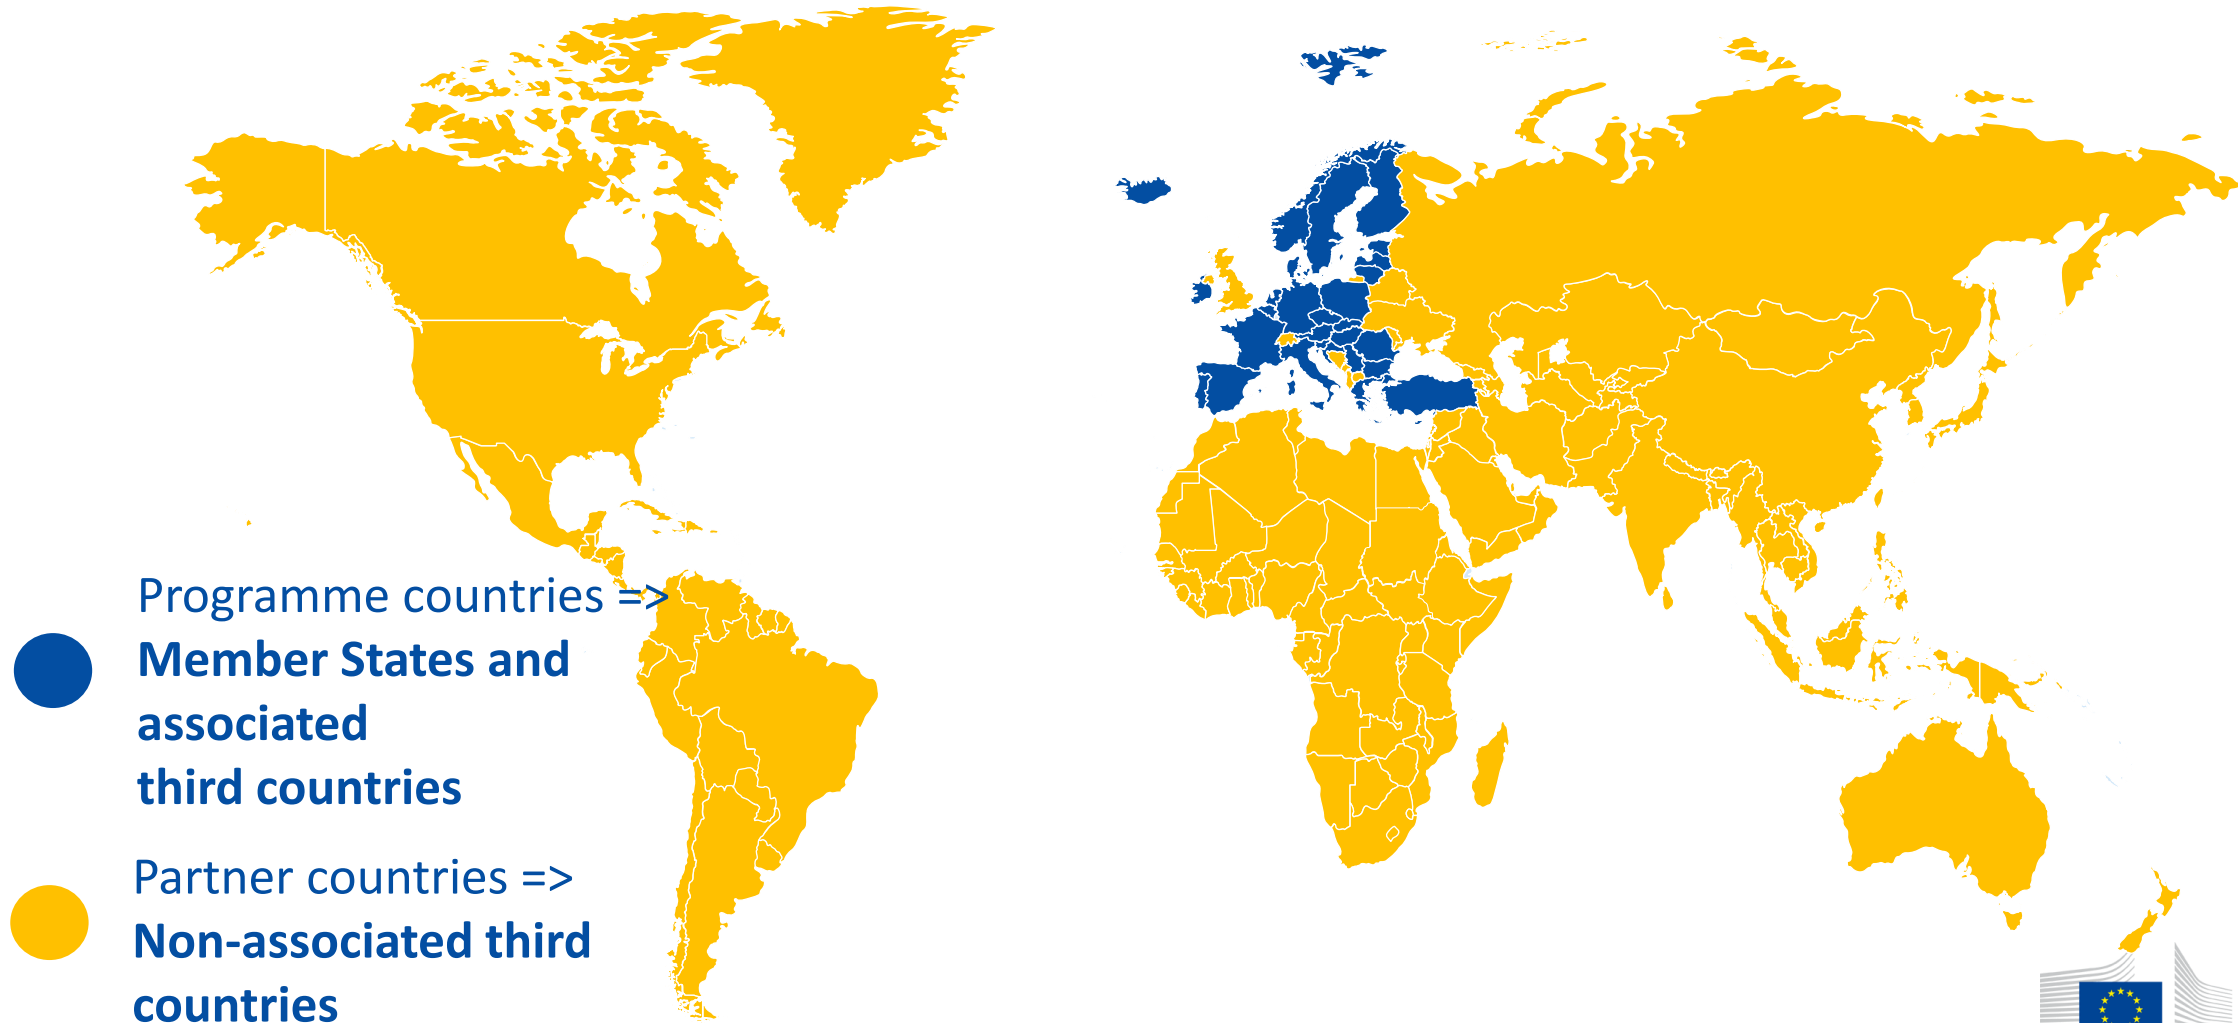 Programme countries =>
Member States and
associated
third countries
Partner countries =>
Non-associated third
countries